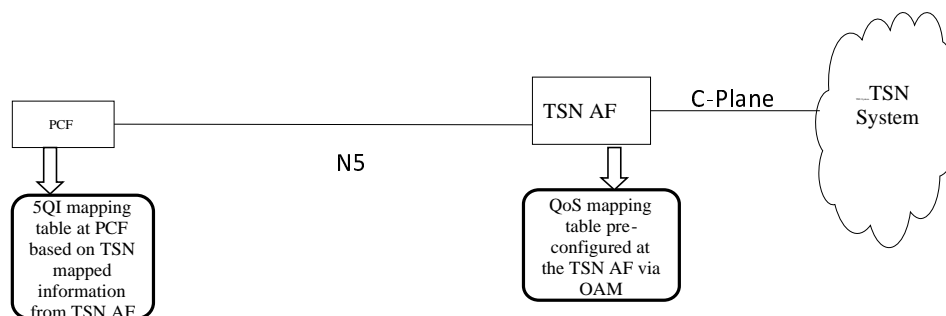 PCF
N5
TSN AF
C-Plane
TSN
System
5QI mapping
table at PCF
based on TSN
mapped
information
from TSN AF
QoS mapping
table pre-
configured at
the TSN AF via
OAM